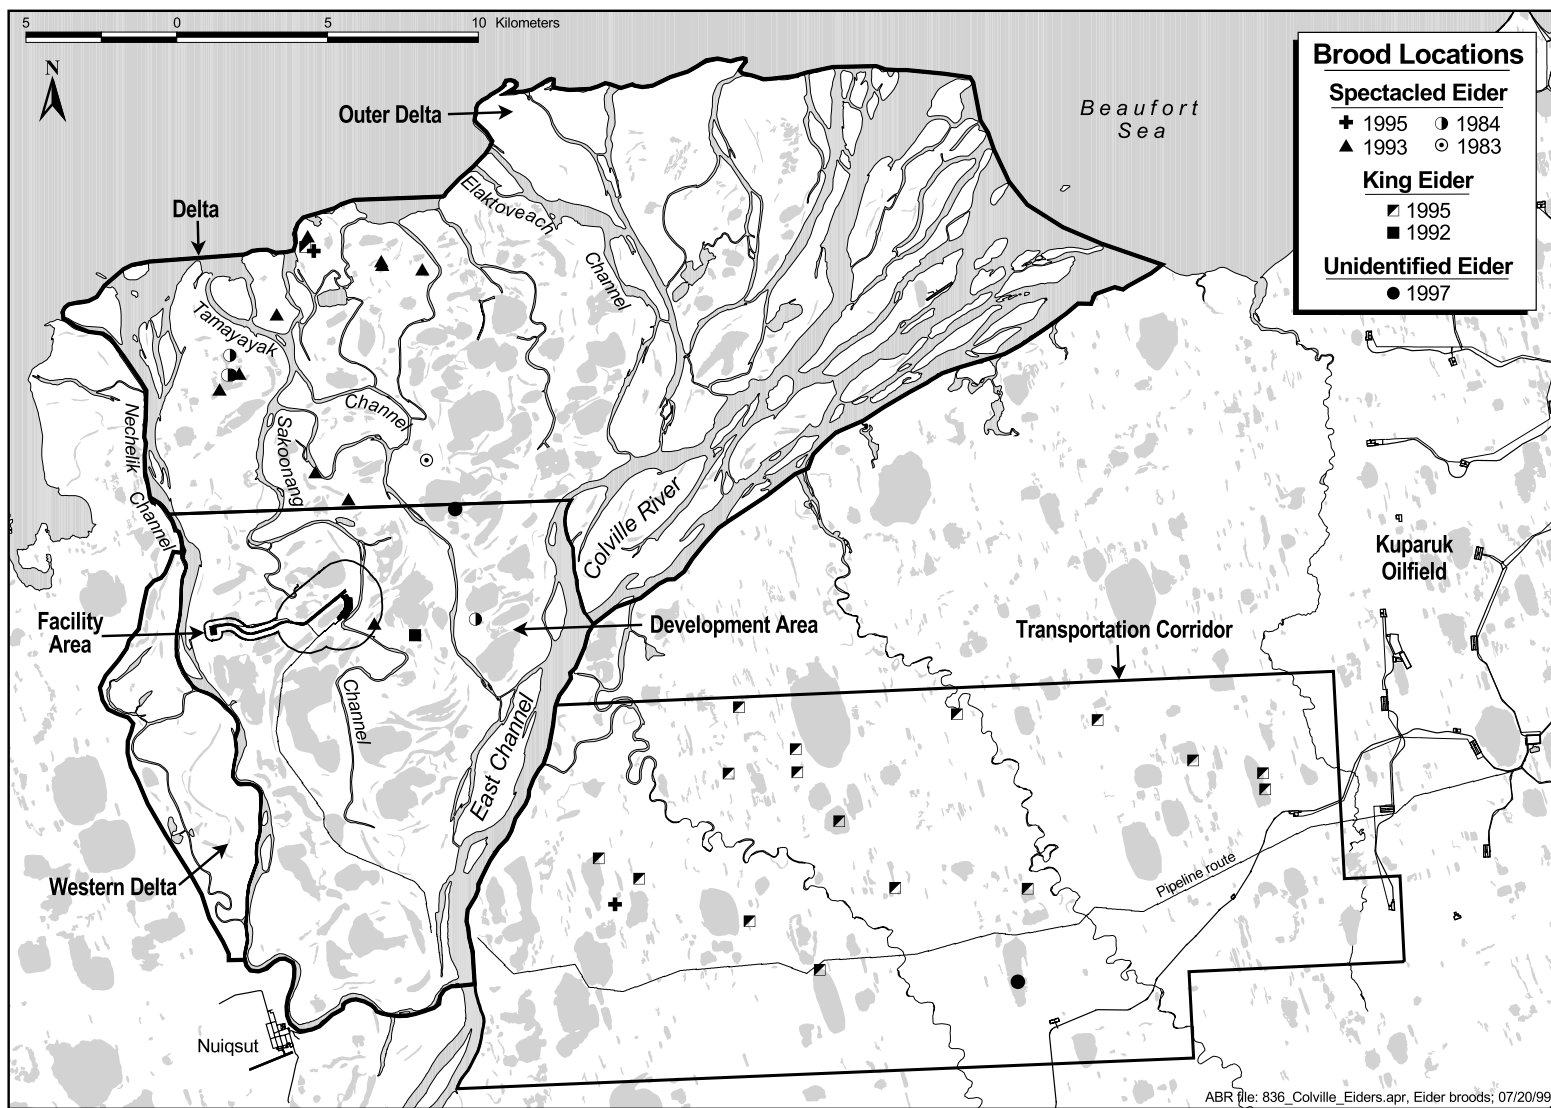 5 0 5 10 Kilometers
N
Brood Locations
Spectacled Eider
1995 1984
1993 1983
King Eider
1995
1992
Unidentified Eider
1997
Outer Delta
Beaufort
Sea
Delta
Elaktoveach
Channel
Tamayayak
Channel
Nechelik
Channel
Sakoonang
Channel
Colville River
Kuparuk
Oilfield
Facility
Area
Development Area
Transportation Corridor
East Channel
Western Delta
Pipeline route
Nuiqsut
ABR file: 836_Colville_Eiders.apr, Eider broods; 07/20/99